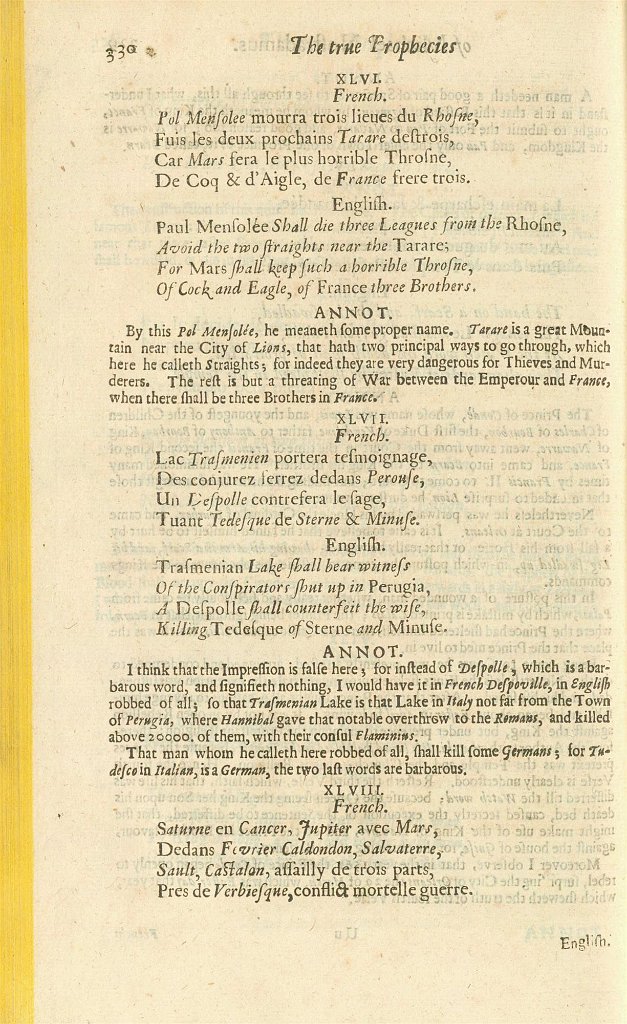 330
The true Prophecies
XLVI.
French.
Pol Menſolee mourra trois lieues du Rhoſne,
Fuis les deux prochains Tarare deſtrois,
Car Mars ſera le plus horrible Throſne,
De Coq & d'Aigle, de France frere trois.
Engliſh.
Paul Menſolée Shall die three Leagues from the Rhoſne,
Avoid the two ſtraights near the Tarare;
For Mars ſhall keep ſuch a horrible Throſne,
Of Cock and Eagle, of France three Brothers.
ANNOT.
By this Pol Menſolée, he meaneth ſome proper name. Tarare is a great Moun-
tain near the City of Lions, that hath two principal ways to go through, which
here he calleth Straights; for indeed they are very dangerous for Thieves and Mur-
derers. The reſt is but a threating of War between the Emperour and France,
when there ſhall be three Brothers in France.
XLVII.
French.
Lac Traſmenien portera teſmoignage,
Des conjurez ſerrez dedans Perouſe,
Un Deſpolle contrefera le ſage,
Tuant Tedeſque de Sterne & Minuſe.
Engliſh.
Traſmenian Lake ſhall bear witneſs
Of the Conſpirators ſhut up in Perugia,
A Deſpolle ſhall counterfeit the wiſe,
Killing Tedeſque of Sterne and Minuſe.
ANNOT.
I think that the Impreſſion is falſe here; for inſtead of Deſpolle, which is a bar-
barous word, and ſignifieth nothing, I would have it in French Deſpoville, in Engliſh
robbed of all; ſo that Traſmenian Lake is that Lake in Italy not far from the Town
of Perugia, where Hannibal gave that notable overthrow to the Romans, and killed
above 20000. of them, with their conſul Flaminius.
That man whom he calleth here robbed of all, ſhall kill ſome Germans; for Tu-
deſco in Italian, is a German, the two laſt words are barbarous.
XLVIII.
French.
Saturne en Cancer, Jupiter avec Mars,
Dedans Feurier Caldondon, Salvaterre,
Sault, Caſtalon, aſſailly de trois parts,
Pres de Verbieſque, conflict mortelle guerre.
Engliſh.